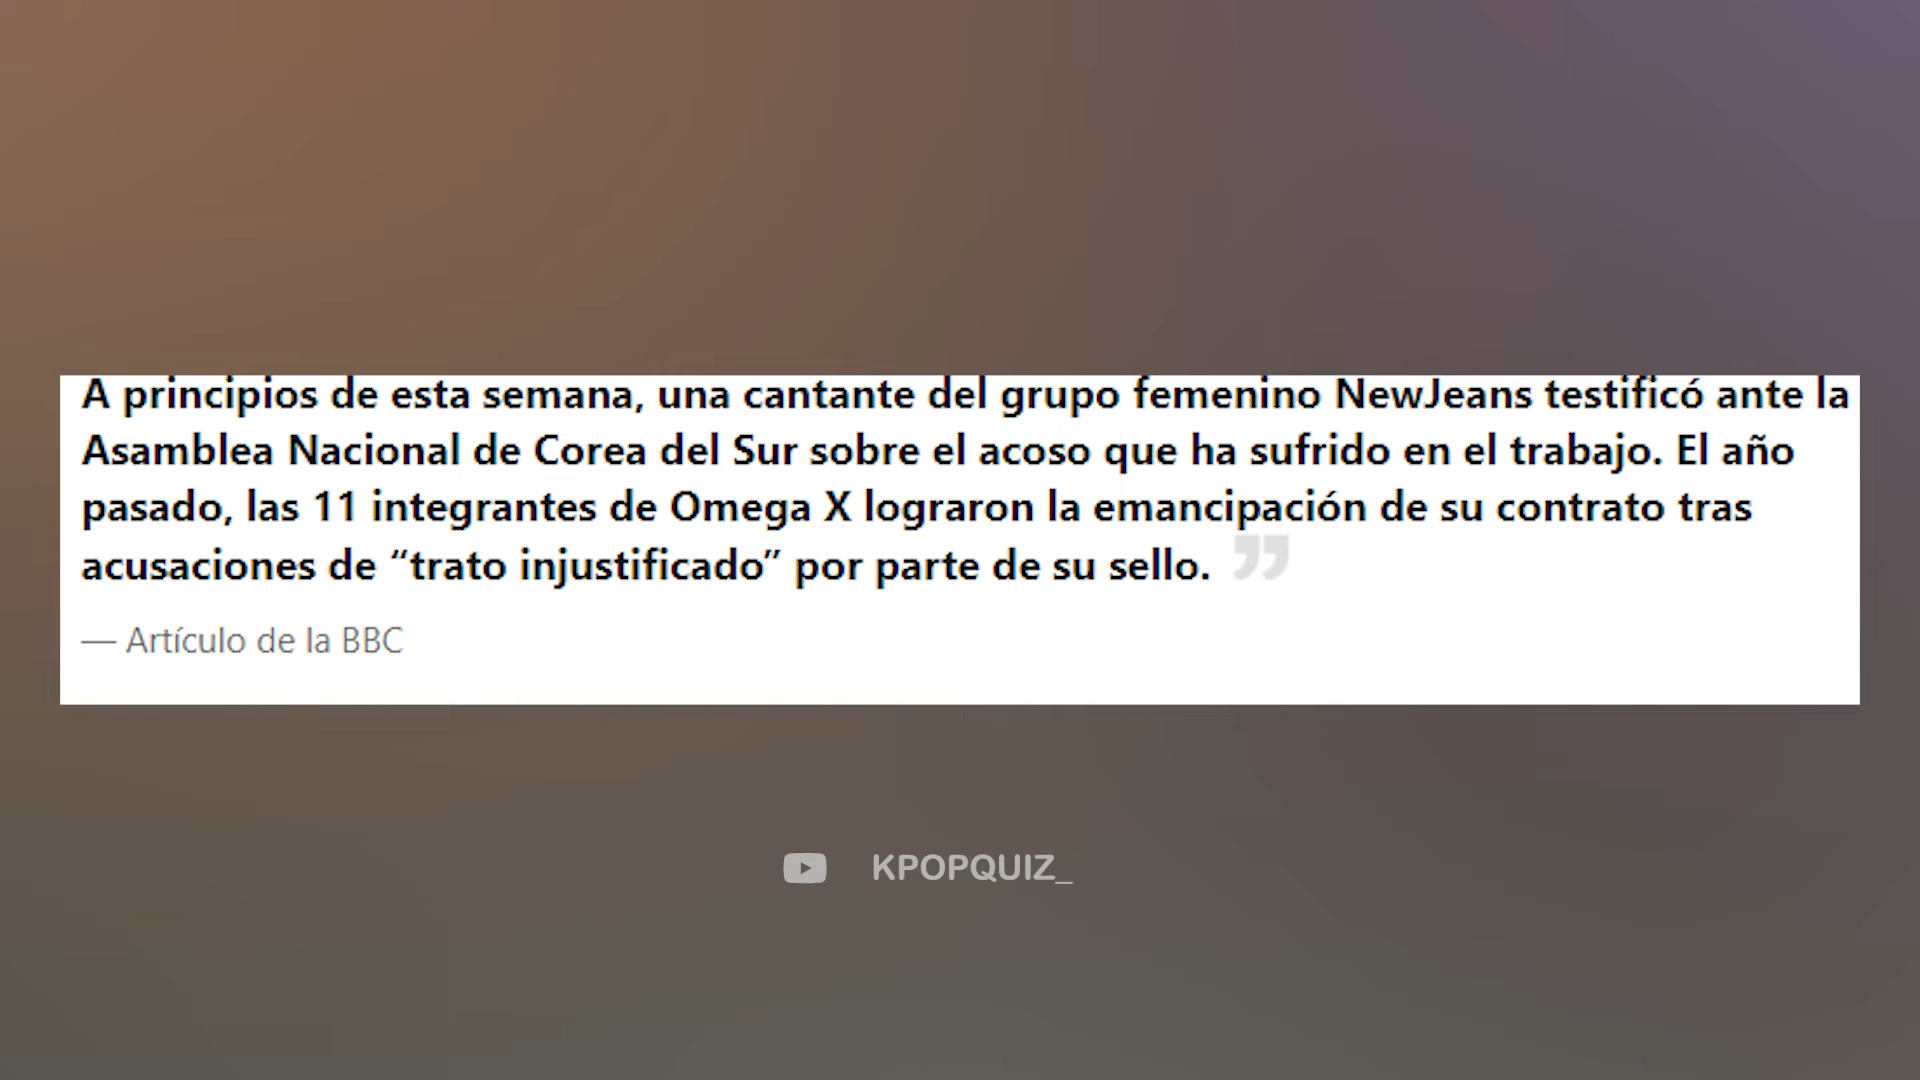 A principios de esta semana, una cantante del grupo femenino NewJeans testificó ante la
Asamblea Nacional de Corea del Sur sobre el acoso que ha sufrido en el trabajo. El año
pasado, las 11 integrantes de Omega X lograron la emancipación de su contrato tras
acusaciones de “trato injustificado” por parte de su sello. ”
— Artículo de la BBC
KPOPQUIZ_